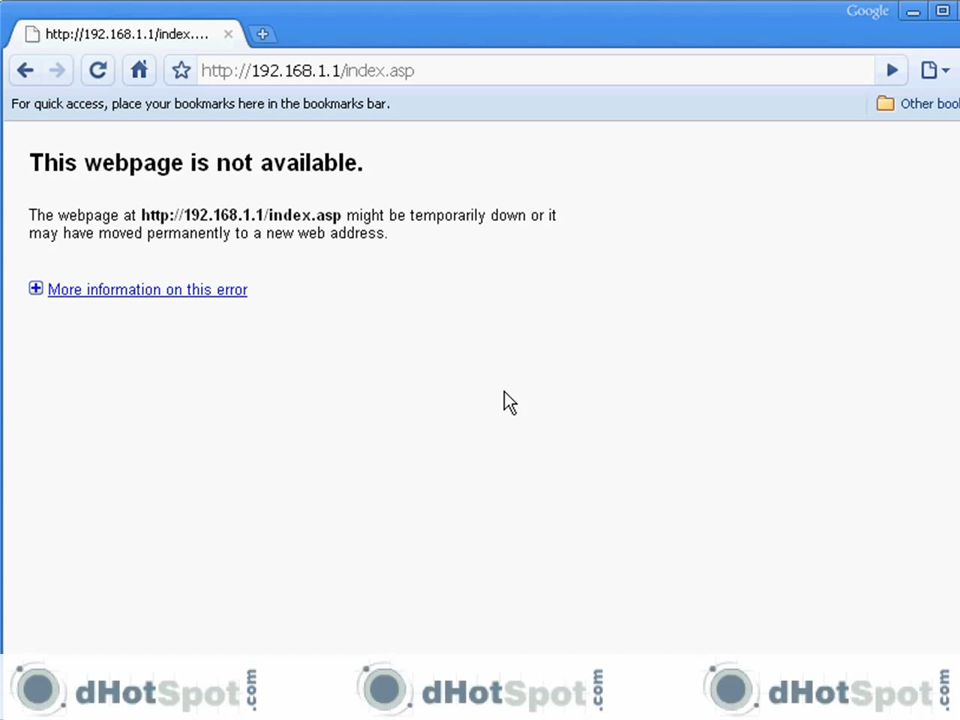 Google
http://192.168.1.1/index....
http://192.168.1.1/index.asp
For quick access, place your bookmarks here in the bookmarks bar.
Other boo
This webpage is not available.
The webpage at http://192.168.1.1/index.asp might be temporarily down or it
may have moved permanently to a new web address.
More information on this error
dHotSpot.com dHotSpot.com dHotSpot.com